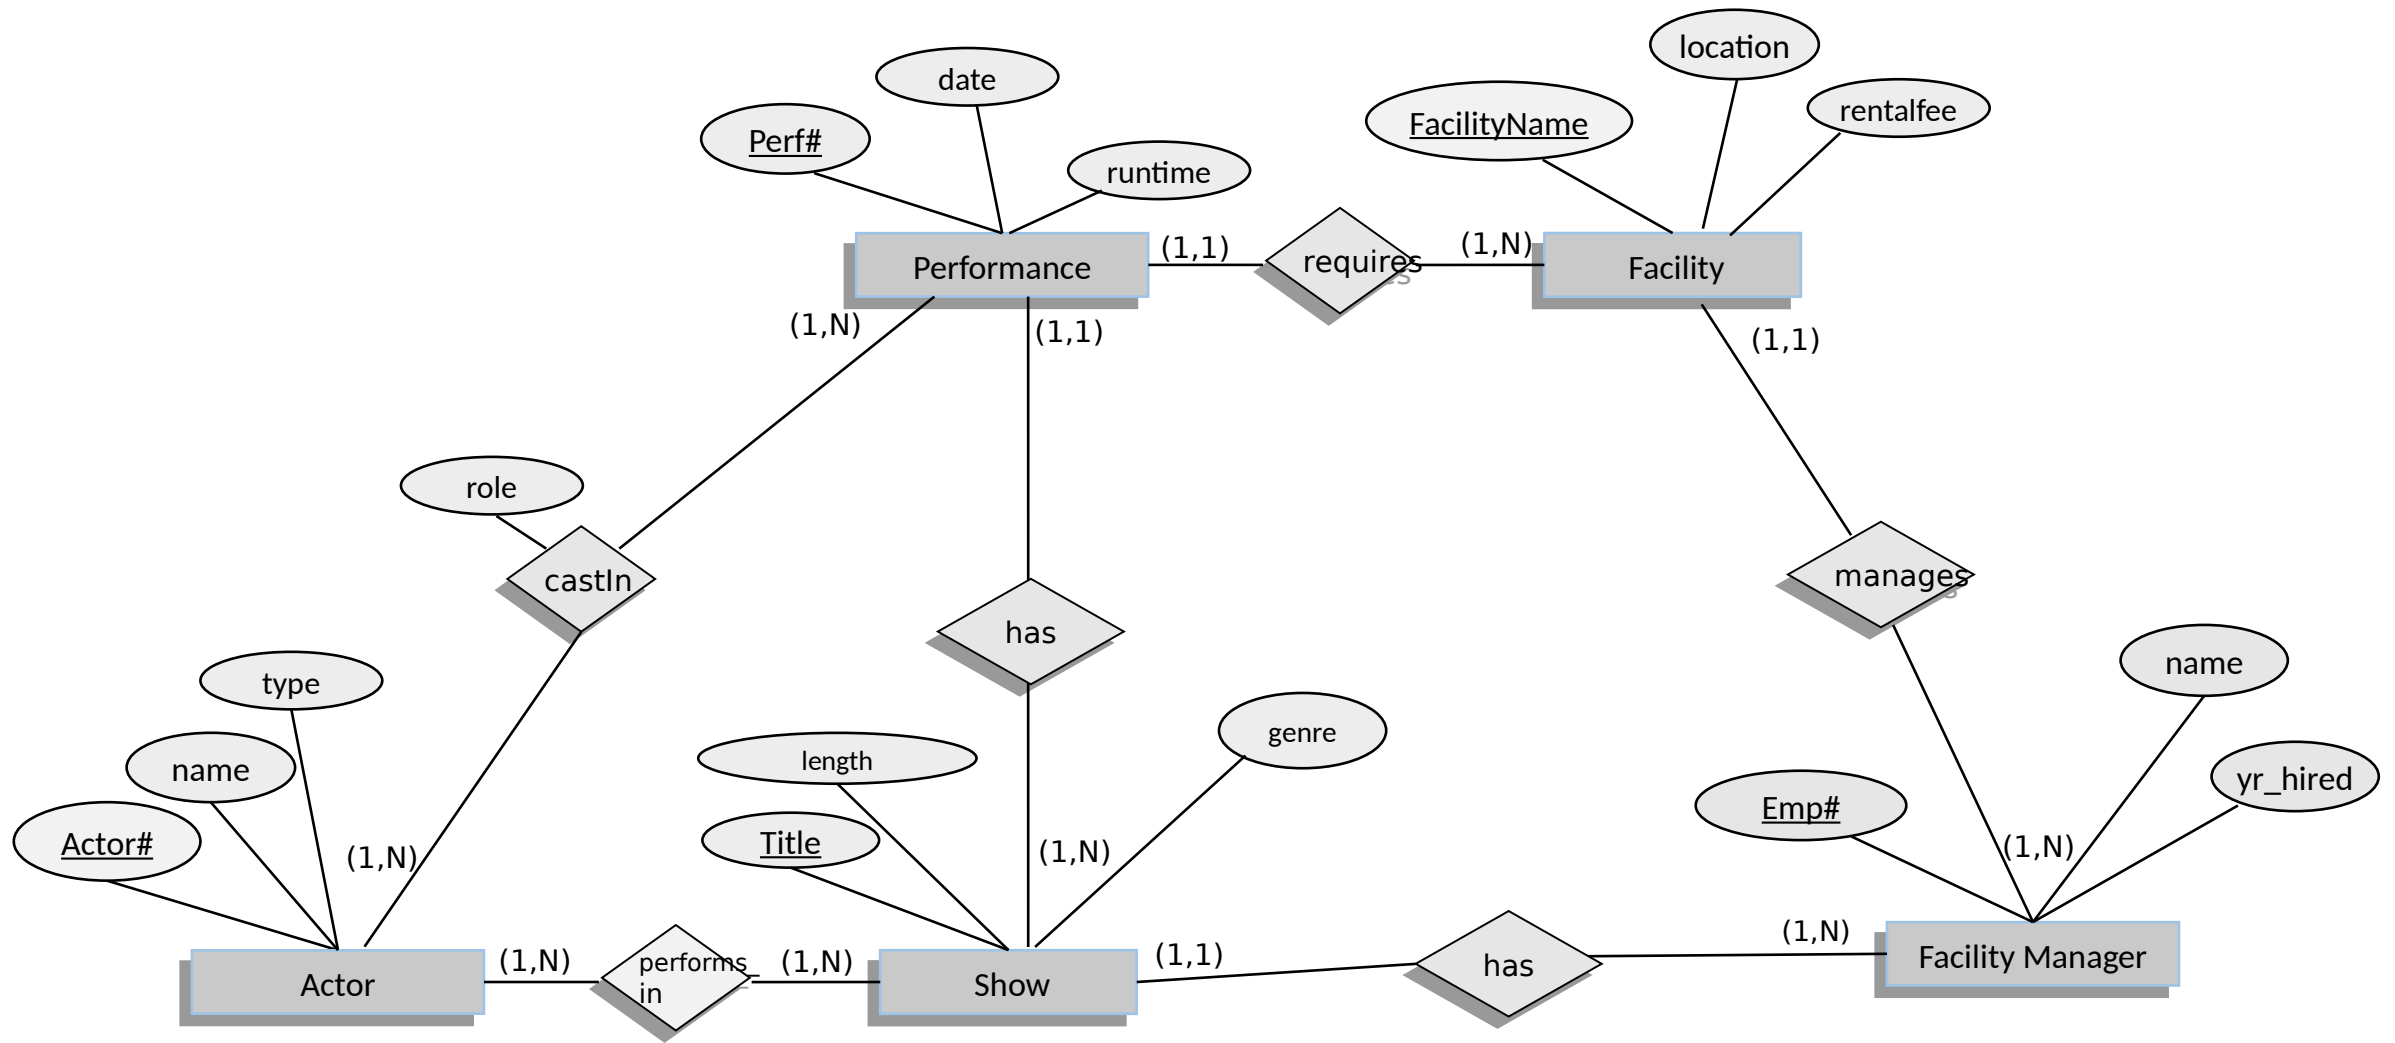 location
date
rentalfee
FacilityName
Perf#
runtime
(1,1)
requires
(1,N)
Performance
Facility
(1,N)
(1,1)
(1,1)
role
castIn
manages
has
name
type
genre
length
name
yr_hired
Emp#
Title
Actor#
(1,N)
(1,N)
(1,N)
(1,N)
Facility Manager
(1,N)
performs_
in
(1,N)
(1,1)
has
Actor
Show